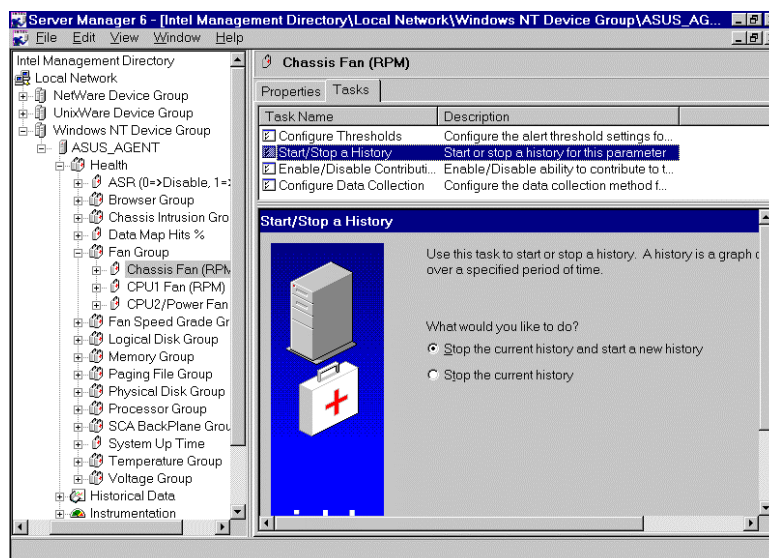 Server Manager 6 - [Intel Management Directory\Local Network\Windows NT Device Group\ASUS_AG...
File Edit View Window Help
Intel Management Directory
Local Network
NetWare Device Group
UnixWare Device Group
Windows NT Device Group
ASUS_AGENT
Health
ASR (0=>Disable, 1=>
Browser Group
Chassis Intrusion Gro
Data Map Hits %
Fan Group
Chassis Fan (RPM
CPU1 Fan (RPM)
CPU2/Power Fan
Fan Speed Grade Gr
Logical Disk Group
Memory Group
Paging File Group
Physical Disk Group
Processor Group
SCA BackPlane Grou
System Up Time
Temperature Group
Voltage Group
Historical Data
Instrumentation
Chassis Fan (RPM)
Properties Tasks
Task Name Description
Configure Thresholds Configure the alert threshold settings fo...
Start/Stop a History Start or stop a history for this parameter
Enable/Disable Contributi... Enable/Disable ability to contribute to t...
Configure Data Collection Configure the data collection method f...
Start/Stop a History
Use this task to start or stop a history. A history is a graph
over a specified period of time.
What would you like to do?
Stop the current history and start a new history
Stop the current history